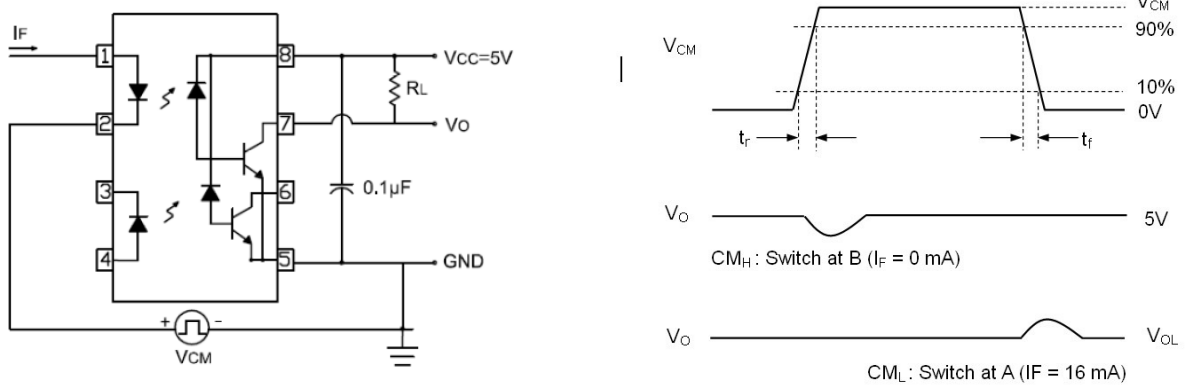 IF
1
2
3
4
8
7
6
5
VCC=5V
RL
VO
0.1µF
GND
+
-
VCM
VCM
VCM
90%
10%
0V
tr
tf
VO
5V
CMH : Switch at B (IF = 0 mA)
VO
VOL
CML : Switch at A (IF = 16 mA)